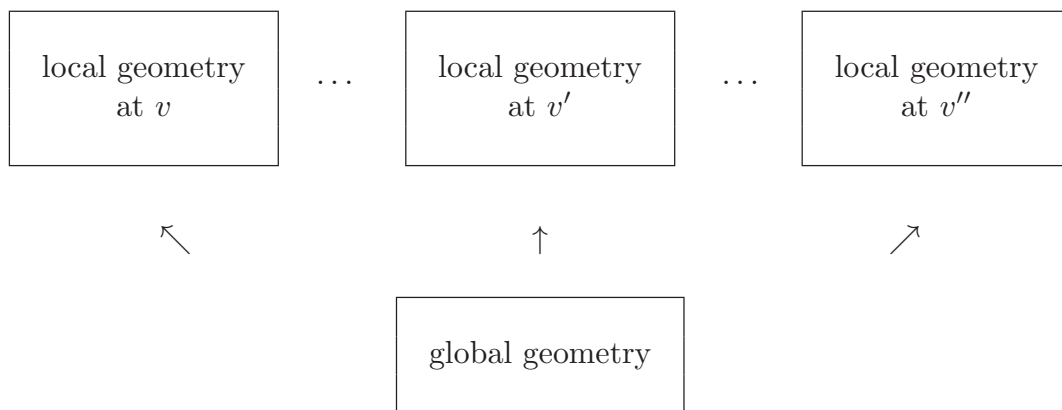 local geometry
at v
...
local geometry
at v′
...
local geometry
at v″
global geometry